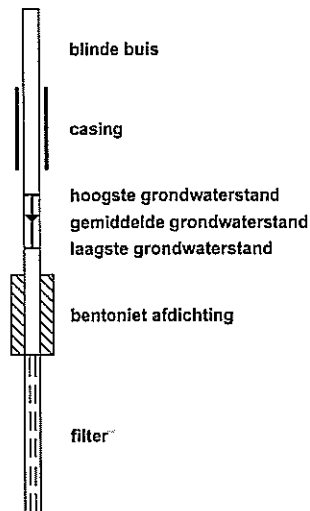 blinde buis
casing
hoogste grondwaterstand
gemiddelde grondwaterstand
laagste grondwaterstand
bentoniet afdichting
filter